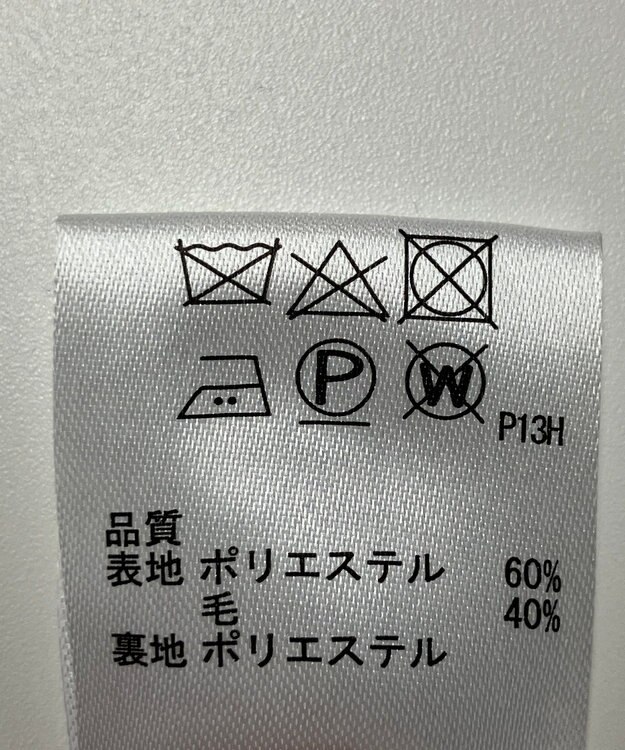 P
W
P13H
品質
表地 ポリエステル 60%
毛 40%
裏地 ポリエステル